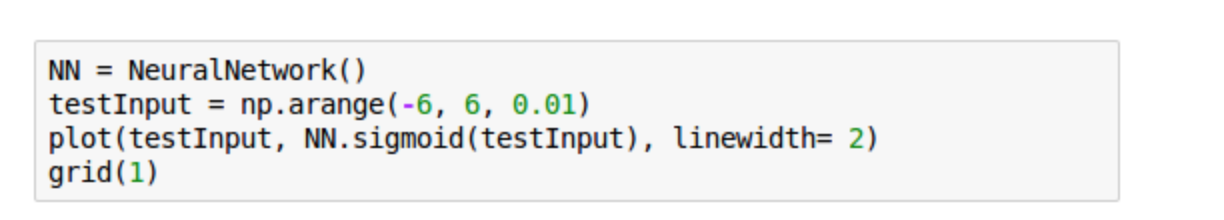 NN = NeuralNetwork()
testInput = np.arange(-6, 6, 0.01)
plot(testInput, NN.sigmoid(testInput), linewidth= 2)
grid(1)